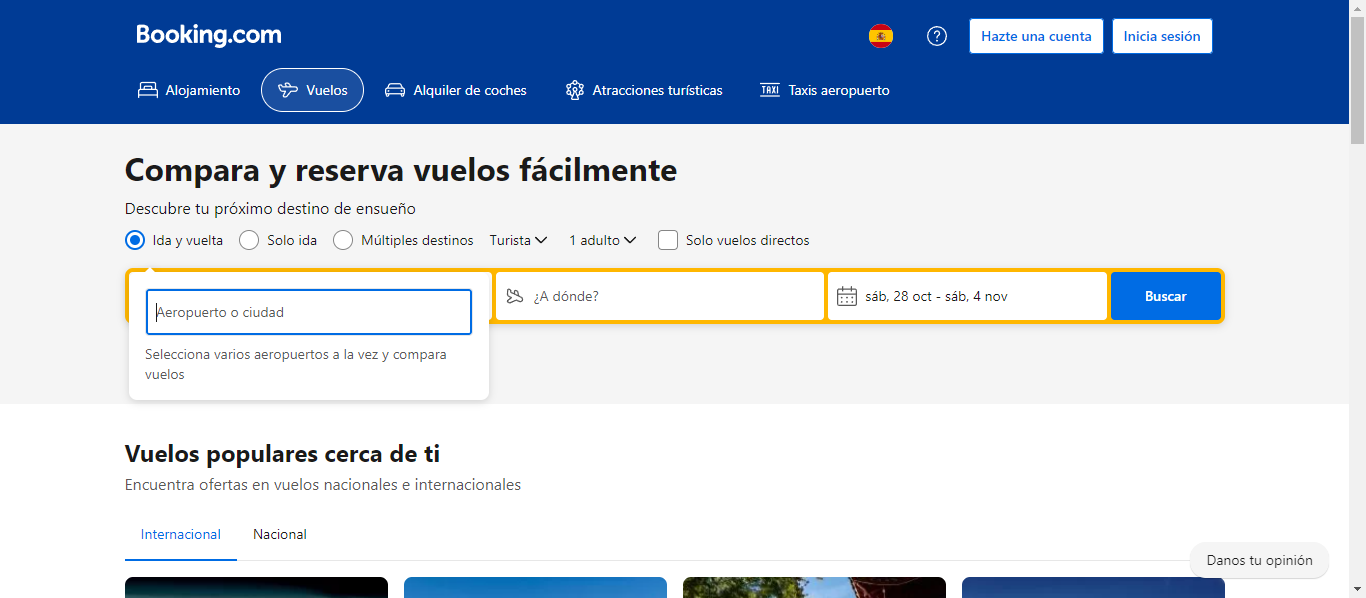 Booking.com
Hazte una cuenta
Inicia sesión
Alojamiento
Vuelos
Alquiler de coches
Atracciones turísticas
TAXI
Taxis aeropuerto
Compara y reserva vuelos fácilmente
Descubre tu próximo destino de ensueño
Ida y vuelta
Solo ida
Múltiples destinos
Turista
1 adulto
Solo vuelos directos
Aeropuerto o ciudad
Selecciona varios aeropuertos a la vez y compara
vuelos
¿A dónde?
sáb, 28 oct - sáb, 4 nov
Buscar
Vuelos populares cerca de ti
Encuentra ofertas en vuelos nacionales e internacionales
Internacional
Nacional
Danos tu opinión